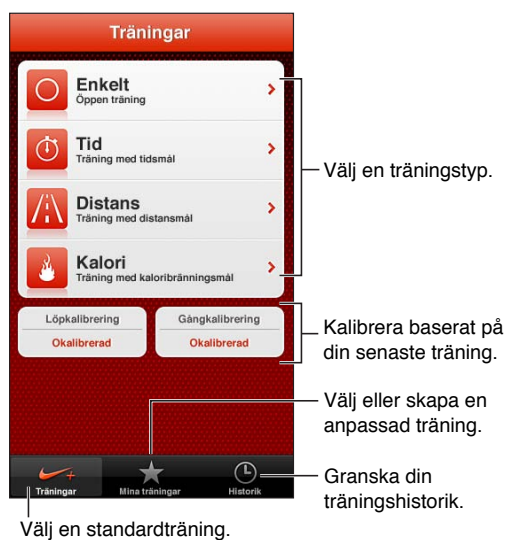 Träningar
Enkelt
Öppen träning
Tid
Träning med tidsmål
Distans
Träning med distansmål
Kalori
Träning med kaloribränningsmål
Välj en träningstyp.
Löpkalibrering
Okalibrerad
Gångkalibrering
Okalibrerad
Kalibrera baserat på
din senaste träning.
Välj eller skapa en
anpassad träning.
Träningar
Mina träningar
Historik
Granska din
träningshistorik.
Välj en standardträning.